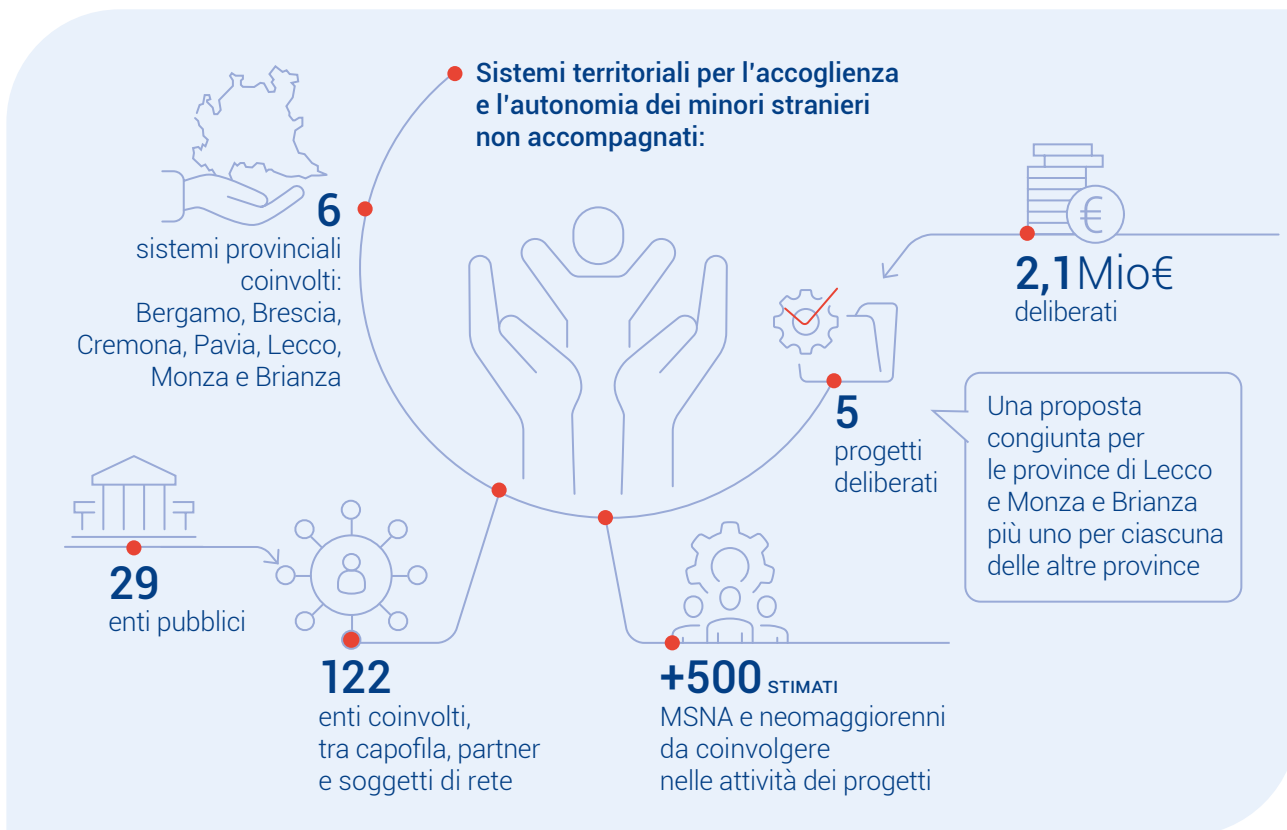 Sistemi territoriali per l'accoglienza
e l'autonomia dei minori stranieri
non accompagnati:
6
sistemi provinciali
coinvolti:
Bergamo, Brescia,
Cremona, Pavia, Lecco,
Monza e Brianza
€
2,1Mio€
deliberati
5
progetti
deliberati
Una proposta
congiunta per
le province di Lecco
e Monza e Brianza
più uno per ciascuna
delle altre province
29
enti pubblici
122
enti coinvolti,
tra capofila, partner
e soggetti di rete
+500 STIMATI
MSNA e neomaggiorenni
da coinvolgere
nelle attività dei progetti